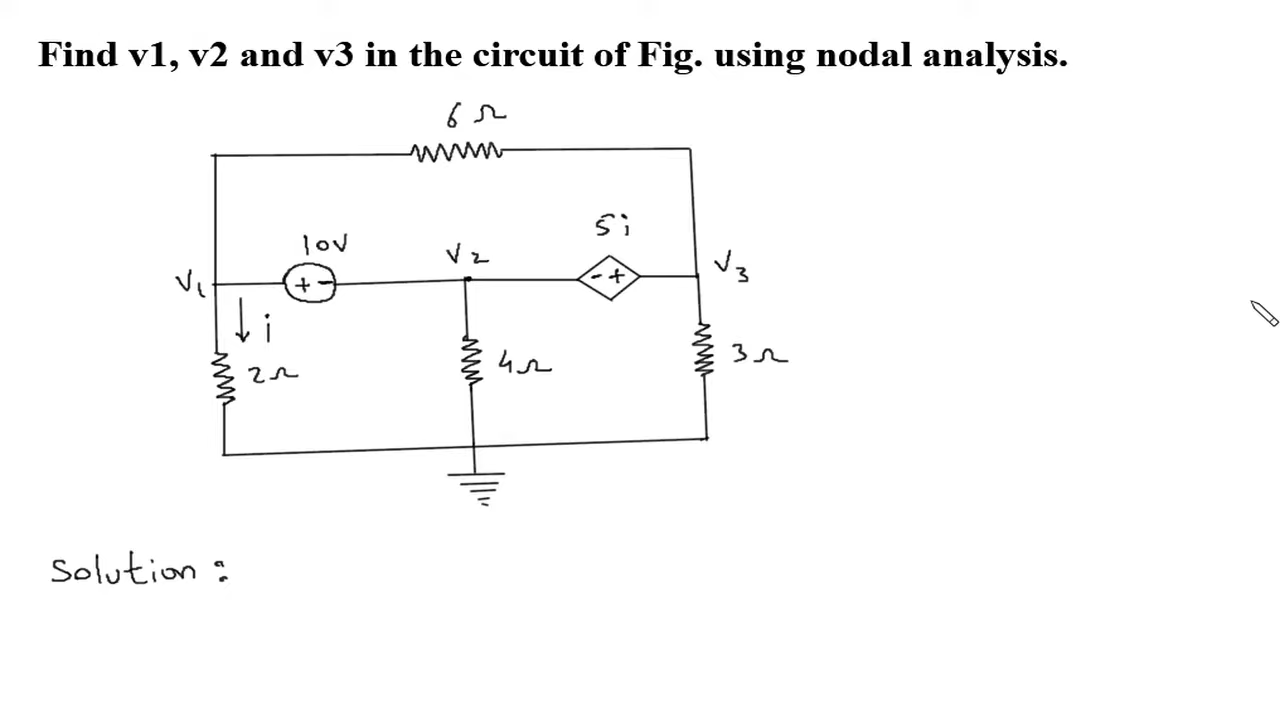 Find v1, v2 and v3 in the circuit of Fig. using nodal analysis.
6Ω
5i
10V
V2
V3
V1
+ -
- +
i
2Ω
4Ω
3Ω
Solution :